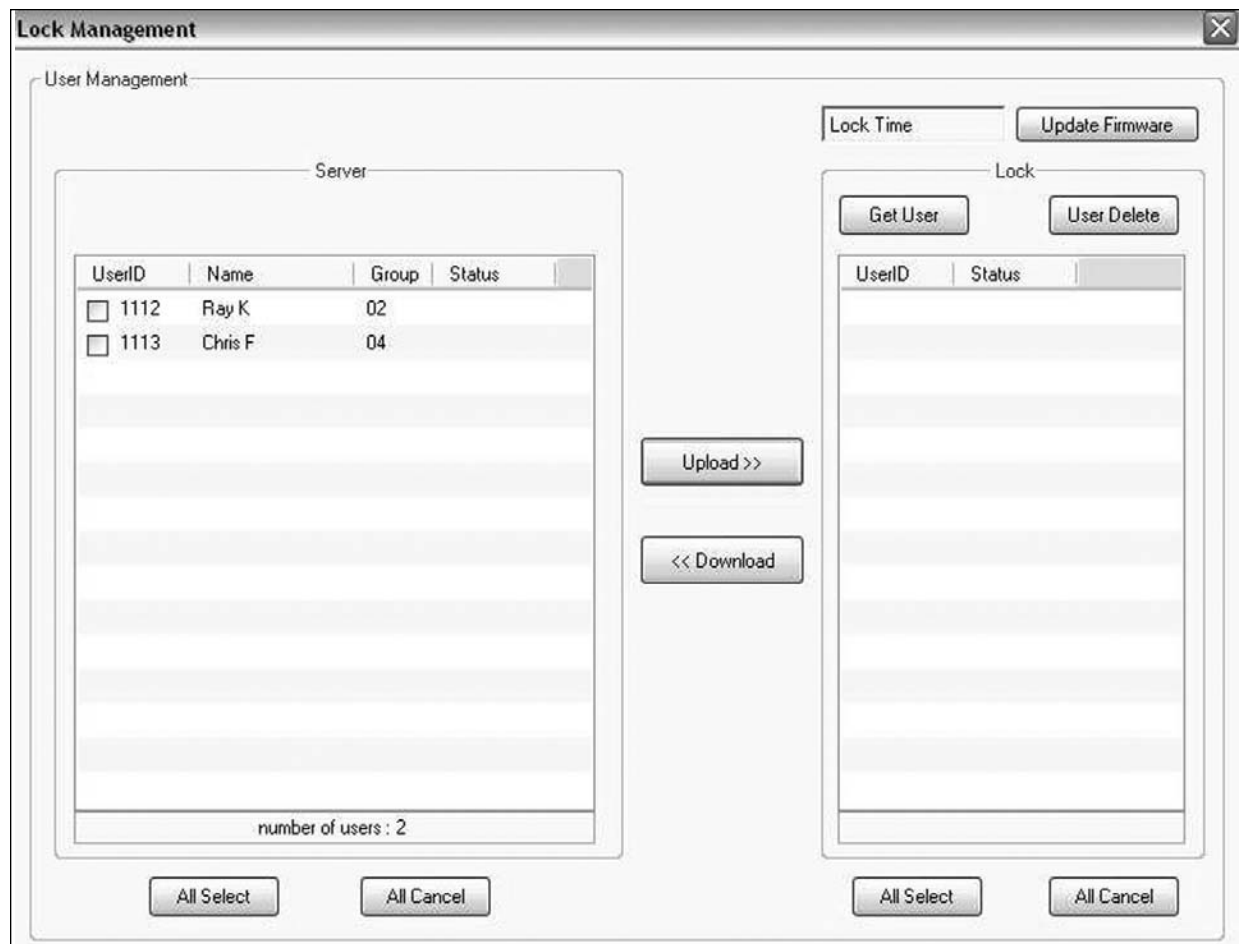 Lock Management
User Management
Lock Time
Update Firmware
Server
Lock
Get User
User Delete
UserID Name Group Status
1112 Ray K 02
1113 Chris F 04
UserID Status
Upload >>
<< Download
number of users : 2
All Select
All Cancel
All Select
All Cancel